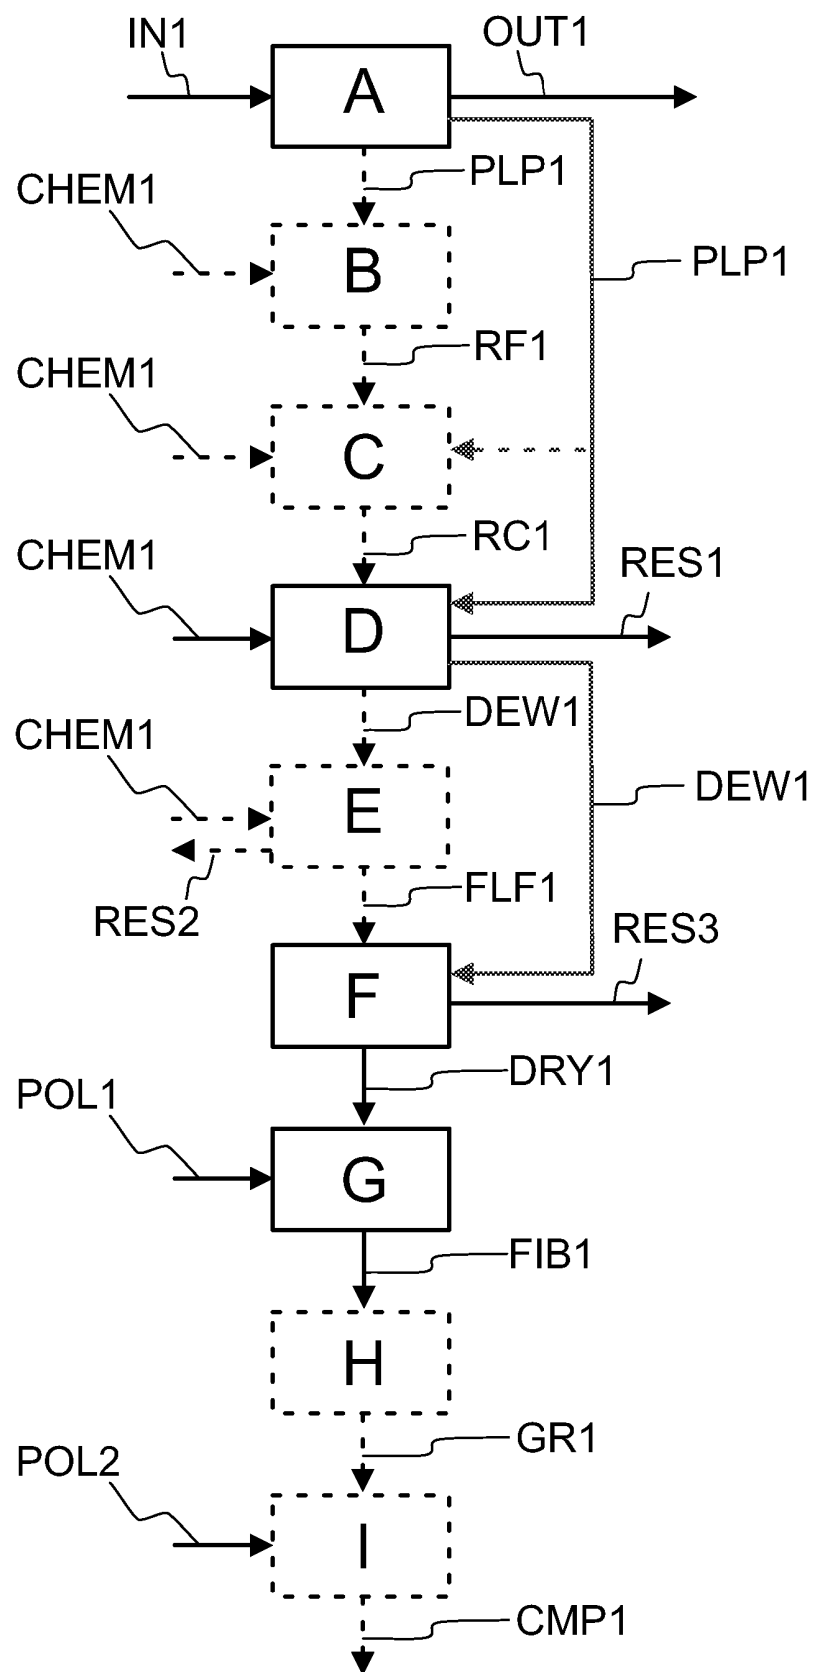 IN1
OUT1
A
PLP1
CHEM1
B
PLP1
RF1
CHEM1
C
RC1
CHEM1
RES1
D
DEW1
CHEM1
DEW1
E
FLF1
RES2
RES3
F
DRY1
POL1
G
FIB1
H
GR1
POL2
I
CMP1